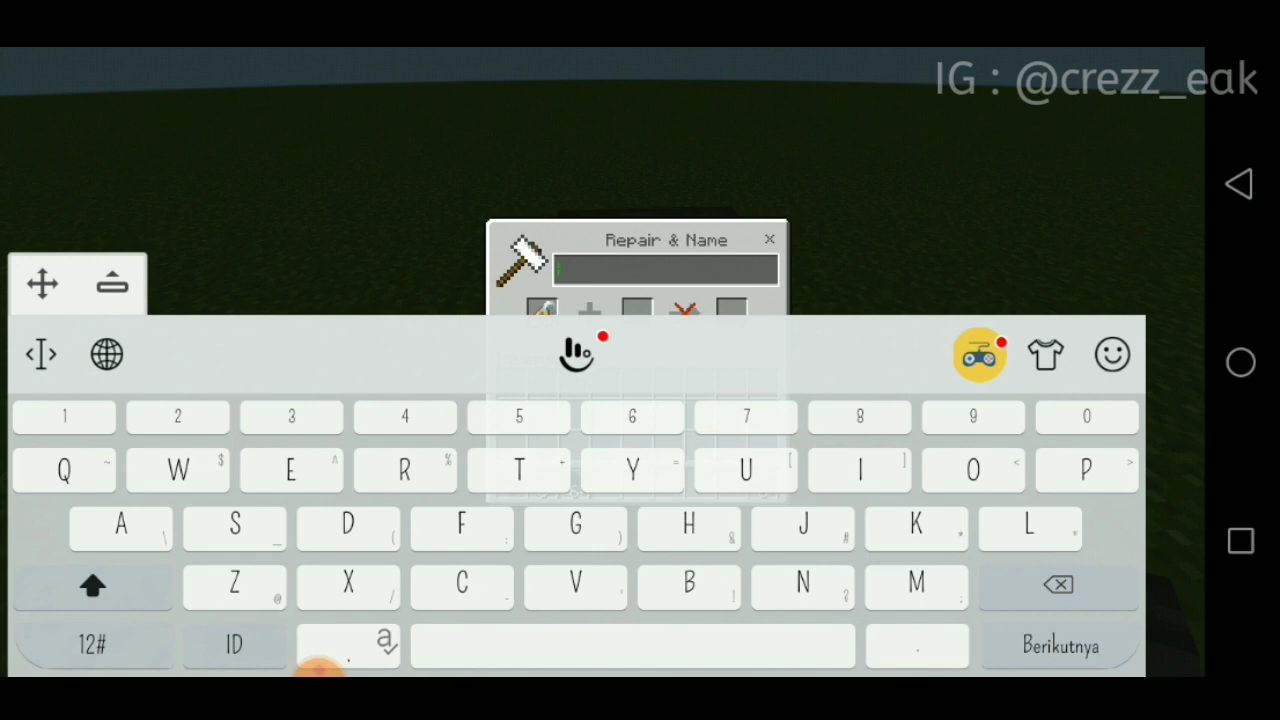 IG : @crezz_eak
Repair & Name
1 2 3 4 5 6 7 8 9 0
Q ~ W $ E ^ R % T + Y = U [ I ] O < P >
A \ S _ D ( F : G ) H & J # K * L "
Z @ X / C - V ' B ! N ? M ;
12# ID . a . Berikutnya